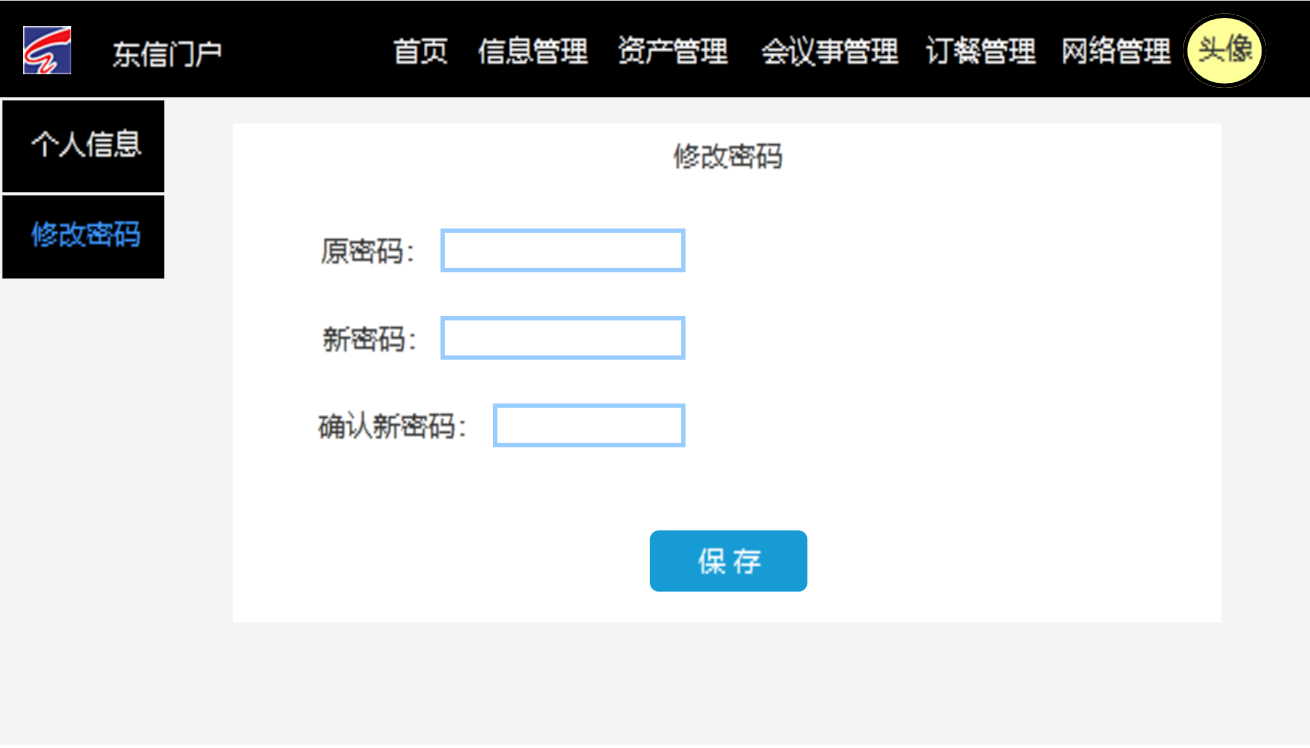 东信门户 首页 信息管理 资产管理 会议事管理 订餐管理 网络管理 头像
个人信息
修改密码
修改密码
原密码：
新密码：
确认新密码：
保 存